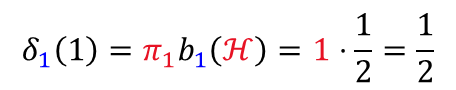 δ₁(1) = π₁b₁(ℋ) = 1 · 1/2 = 1/2